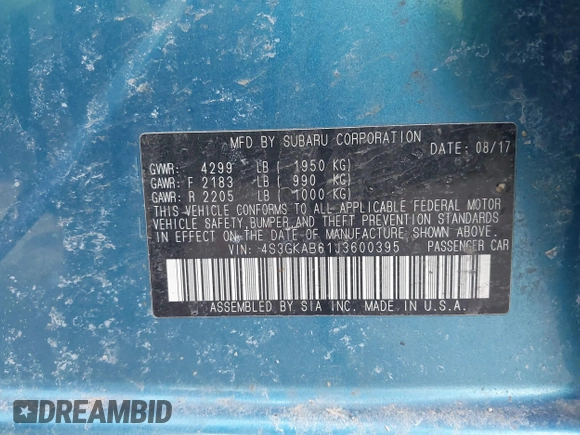 MFD BY SUBARU CORPORATION
DATE: 08/17
GVWR: 4299 LB ( 1950 KG)
GAWR: F 2183 LB ( 990 KG)
GAWR: R 2205 LB ( 1000 KG)
THIS VEHICLE CONFORMS TO ALL APPLICABLE FEDERAL MOTOR
VEHICLE SAFETY,BUMPER,AND THEFT PREVENTION STANDARDS
IN EFFECT ON THE DATE OF MANUFACTURE SHOWN ABOVE.
VIN: 4S3GKAB61J3600395 PASSENGER CAR
ASSEMBLED BY SIA INC. MADE IN U.S.A.
DREAMBID